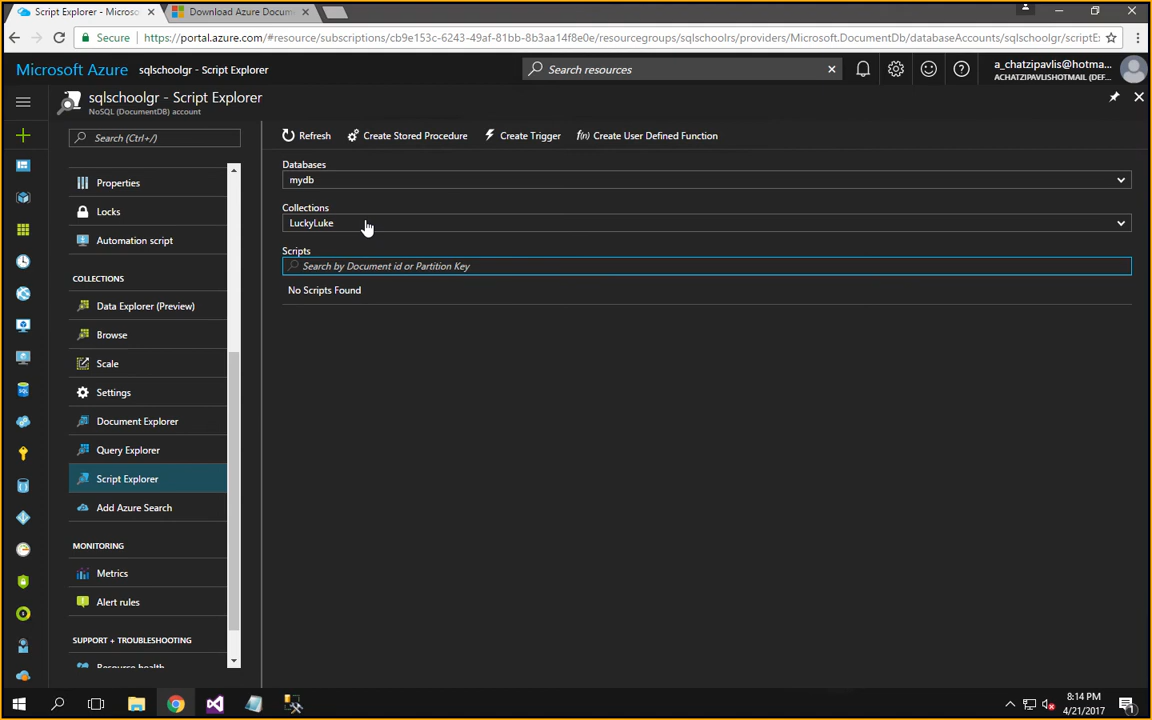 Script Explorer - Microso
Download Azure Docum
Secure
https://portal.azure.com/#resource/subscriptions/cb9e153c-6243-49af-81bb-8b3aa14f8e0e/resourcegroups/sqlschoolrs/providers/Microsoft.DocumentDb/databaseAccounts/sqlschoolgr/scriptE:
Microsoft Azure
sqlschoolgr - Script Explorer
Search resources
a_chatzipavlis@hotma...
ACHATZIPAVLISHOTMAIL (DEF...
sqlschoolgr - Script Explorer
NoSQL (DocumentDB) account
Search (Ctrl+/)
Properties
Locks
Automation script
COLLECTIONS
Data Explorer (Preview)
Browse
Scale
Settings
Document Explorer
Query Explorer
Script Explorer
Add Azure Search
MONITORING
Metrics
Alert rules
SUPPORT + TROUBLESHOOTING
Resource health
Refresh
Create Stored Procedure
Create Trigger
f(x) Create User Defined Function
Databases
mydb
Collections
LuckyLuke
Scripts
Search by Document id or Partition Key
No Scripts Found
8:14 PM
4/21/2017
1